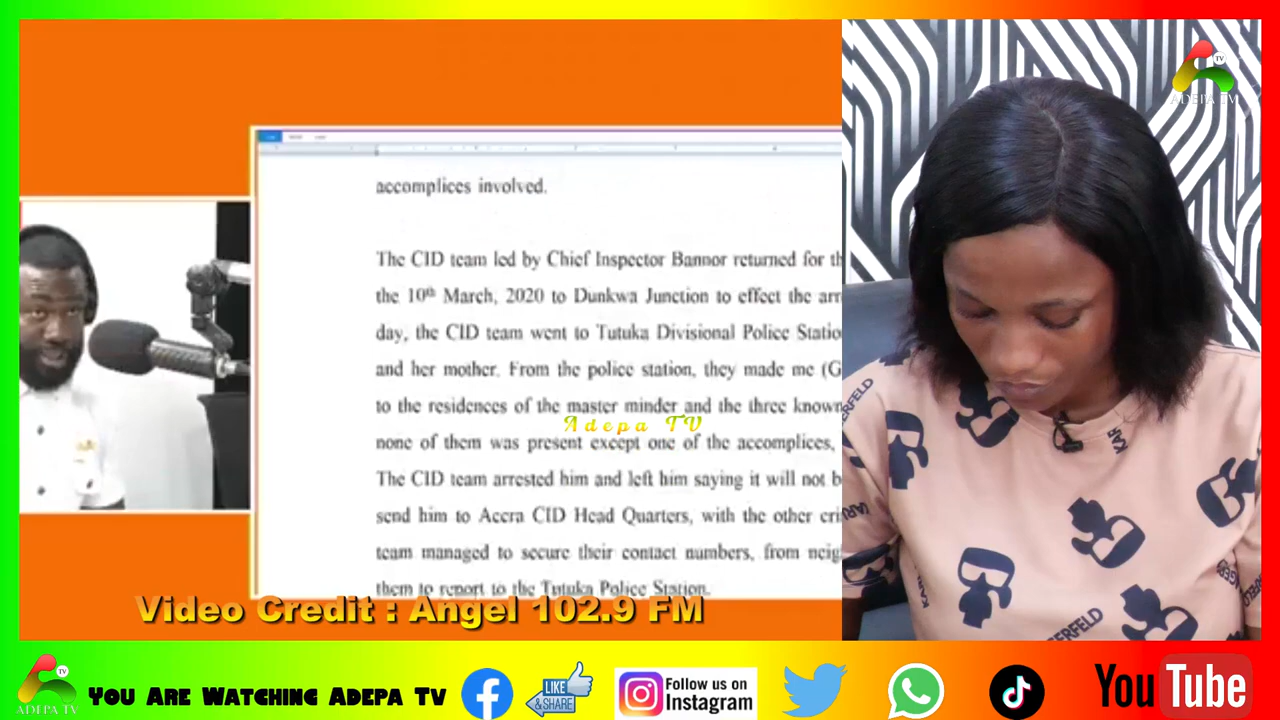 accomplices involved.
The CID team led by Chief Inspector Bannor returned for th
the 10th March, 2020 to Dunkwa Junction to effect the arr
day, the CID team went to Tutuka Divisional Police Statio
and her mother. From the police station, they made me (G
to the residences of the master minder and the three known
none of them was present except one of the accomplices,
The CID team arrested him and left him saying it will not b
send him to Accra CID Head Quarters, with the other cri
team managed to secure their contact numbers, from neig
them to report to the Tutuka Police Station.
Adepa TV
Video Credit : Angel 102.9 FM
TV
ADEPA TV
ERFELD
KAR
KARL
GERFELD
TV
ADEPA TV
You Are Watching Adepa Tv
LIKE
& SHARE
Follow us on
Instagram
YouTube